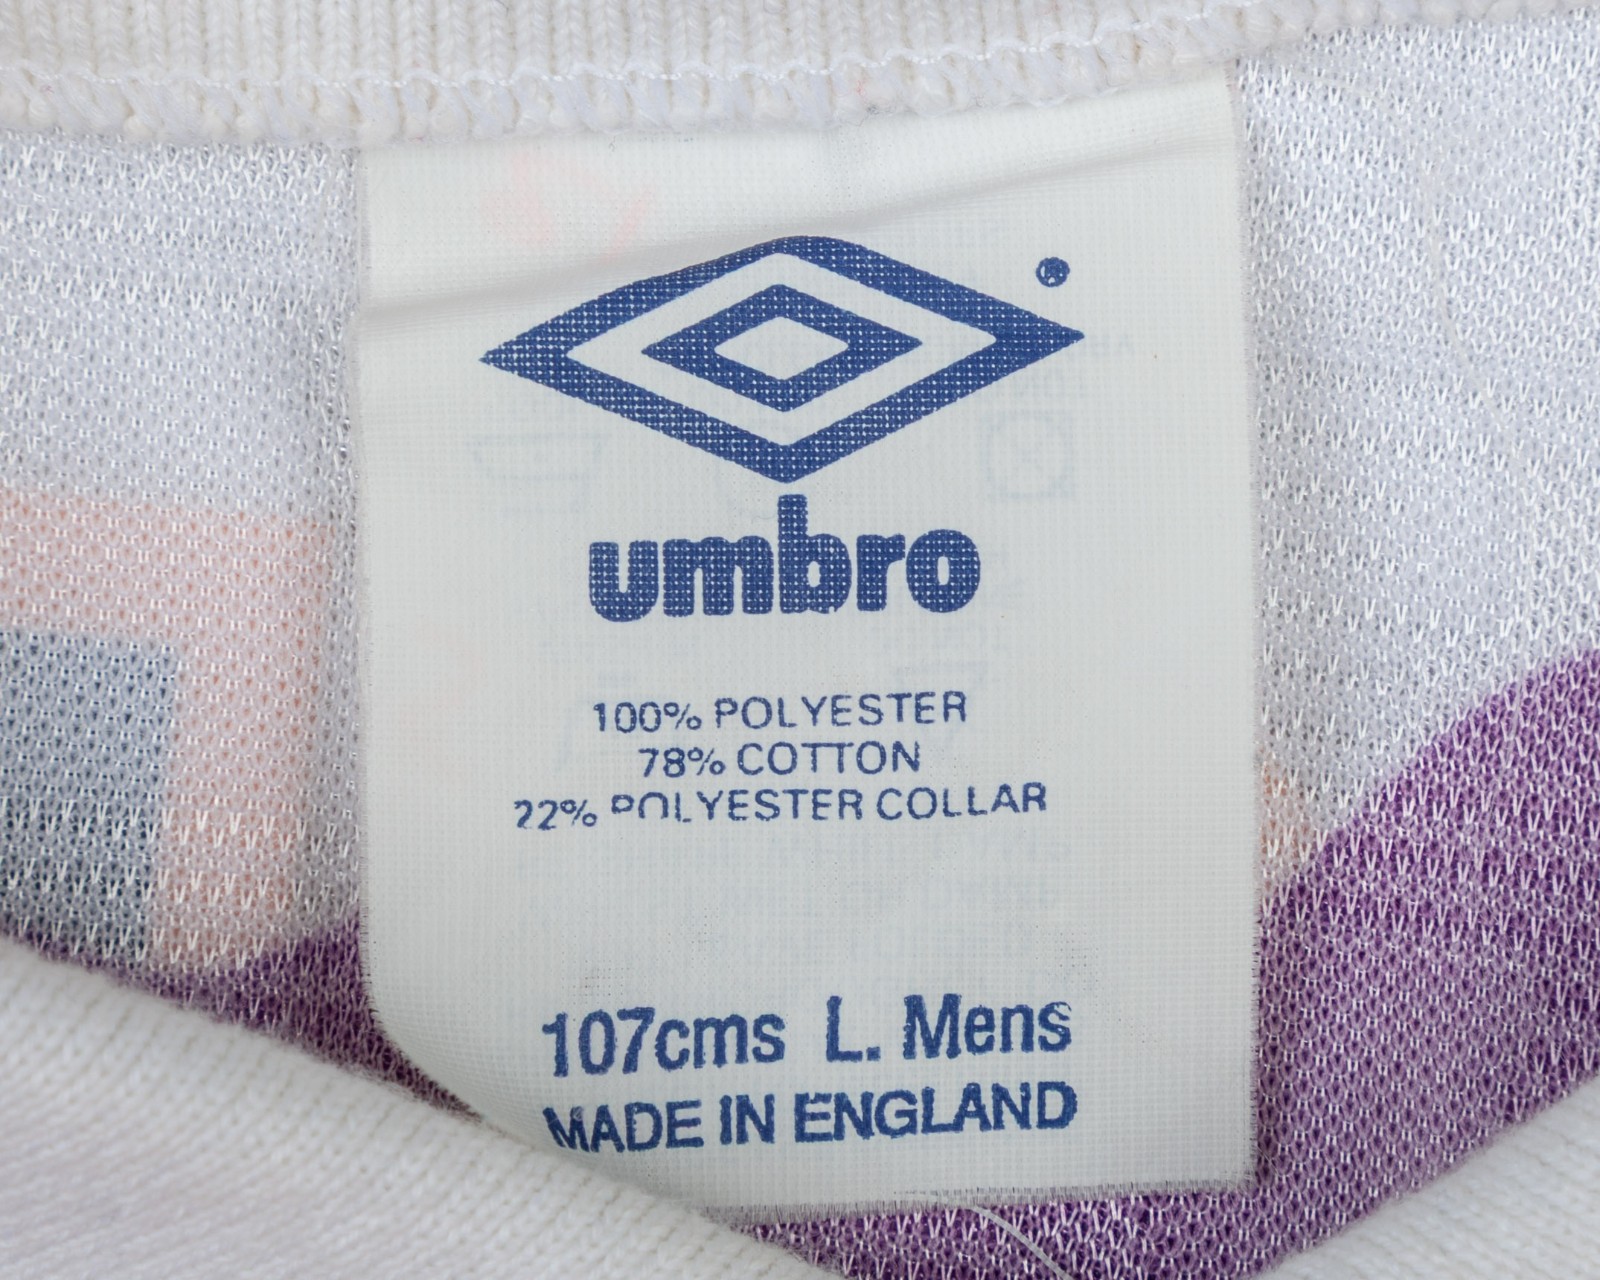 ®
umbro
100% POLYESTER
78% COTTON
22% POLYESTER COLLAR
107cms L. Mens
MADE IN ENGLAND